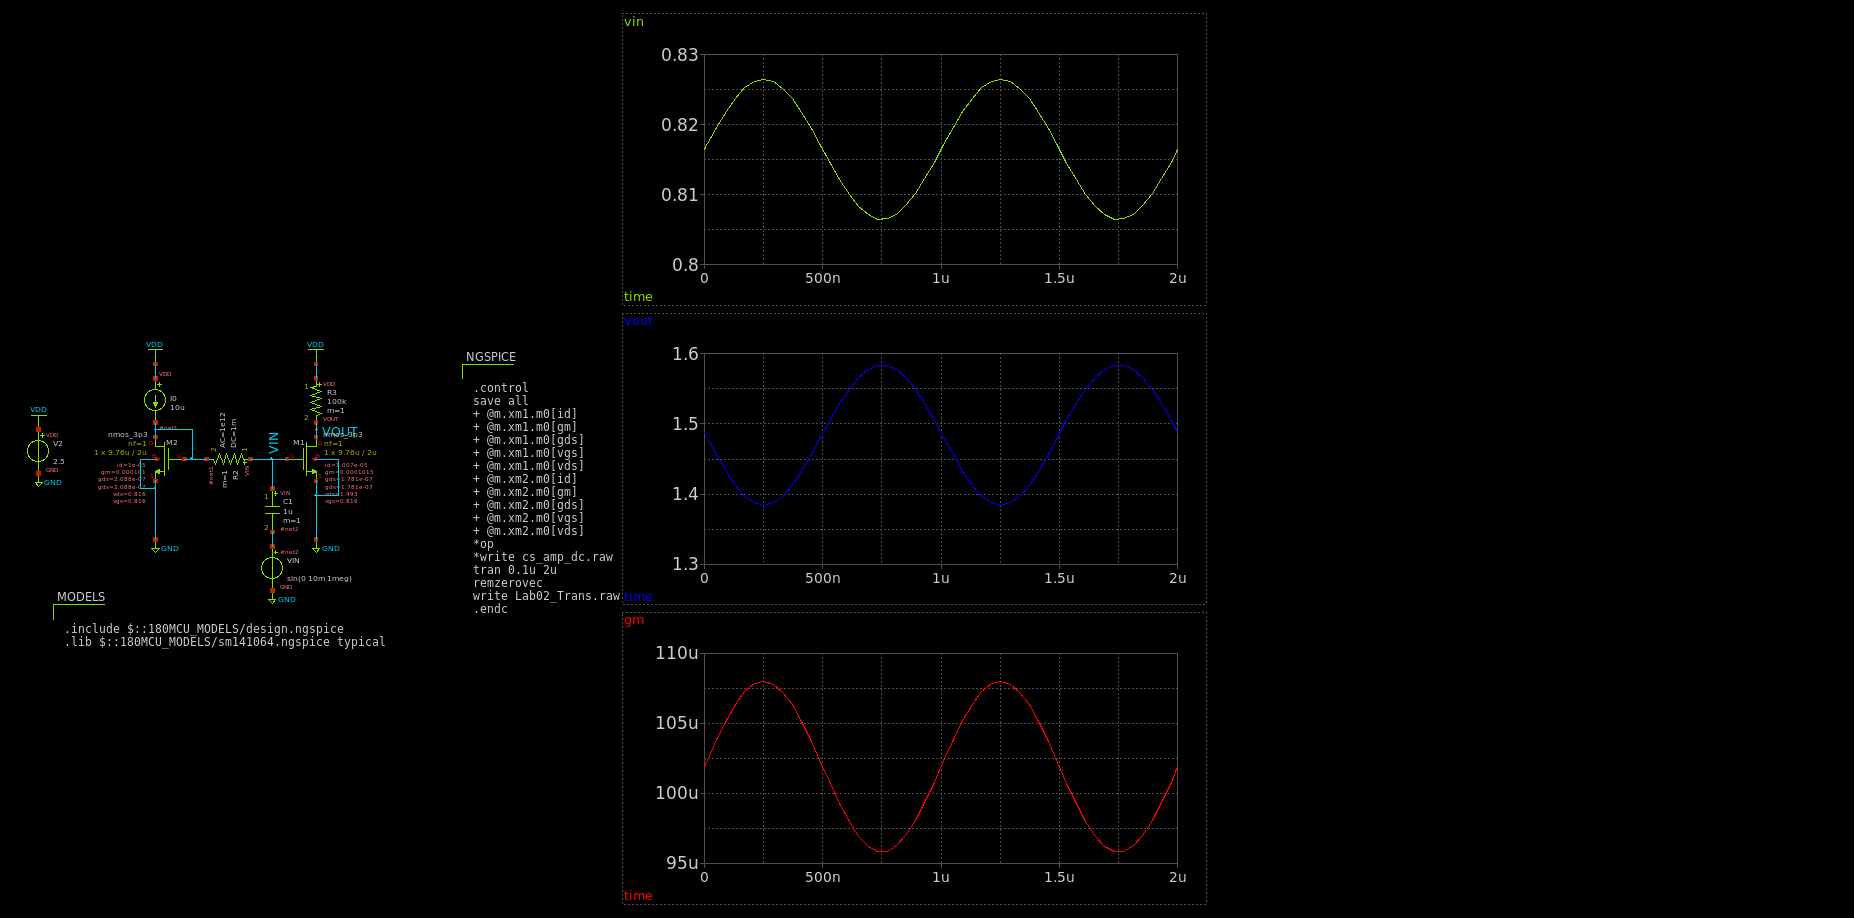 vin
0.83
0.82
0.81
0.8
0 500n 1u 1.5u 2u
time
vout
1.6
1.5
1.4
1.3
0 500n 1u 1.5u 2u
time
gm
110u
105u
100u
95u
0 500n 1u 1.5u 2u
time
VDD
VDD
V2
2.5
GND
GND
VDD
VDD
I0
10u
#net1
nmos_3p3
M2
nf=1
1 x 9.76u / 2u
id=1e-05
gds=2.088e-07
vds=0.816
vgs=0.816
GND
AC=1e12
DC=1m
2
1
#net1
m=1
R2
VIN
VIN
VDD
1
VDD
R3
100k
m=1
2
VOUT
VOUT
M1
nmos_3p3
nf=1
1 x 9.76u / 2u
id=1.007e-05
gm=0.0001015
gds=1.781e-07
gds=1.781e-07
vds=1.493
vgs=0.816
GND
VIN
1
C1
1u
m=1
2
#net2
#net2
VIN
sin(0 10m 1meg)
GND
GND
NGSPICE
.control
save all
+ @m.xm1.m0[id]
+ @m.xm1.m0[gm]
+ @m.xm1.m0[gds]
+ @m.xm1.m0[vgs]
+ @m.xm1.m0[vds]
+ @m.xm2.m0[id]
+ @m.xm2.m0[gm]
+ @m.xm2.m0[gds]
+ @m.xm2.m0[vgs]
+ @m.xm2.m0[vds]
*op
*write cs_amp_dc.raw
tran 0.1u 2u
remzerovec
write Lab02_Trans.raw
.endc
MODELS
.include $::180MCU_MODELS/design.ngspice
.lib $::180MCU_MODELS/sm141064.ngspice typical